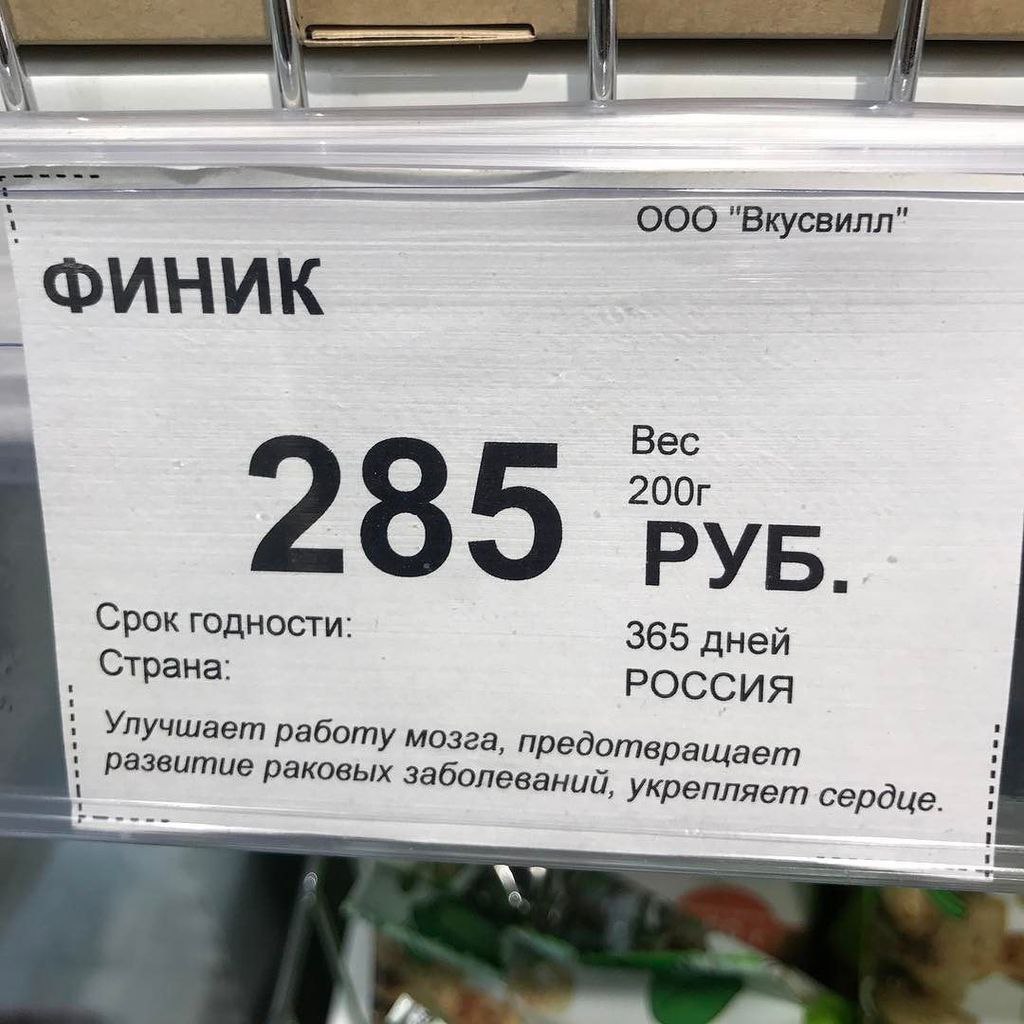 ООО "Вкусвилл"
ФИНИК
285
Вес
200г
РУБ.
Срок годности: 365 дней
Страна: РОССИЯ
Улучшает работу мозга, предотвращает
развитие раковых заболеваний, укрепляет сердце.